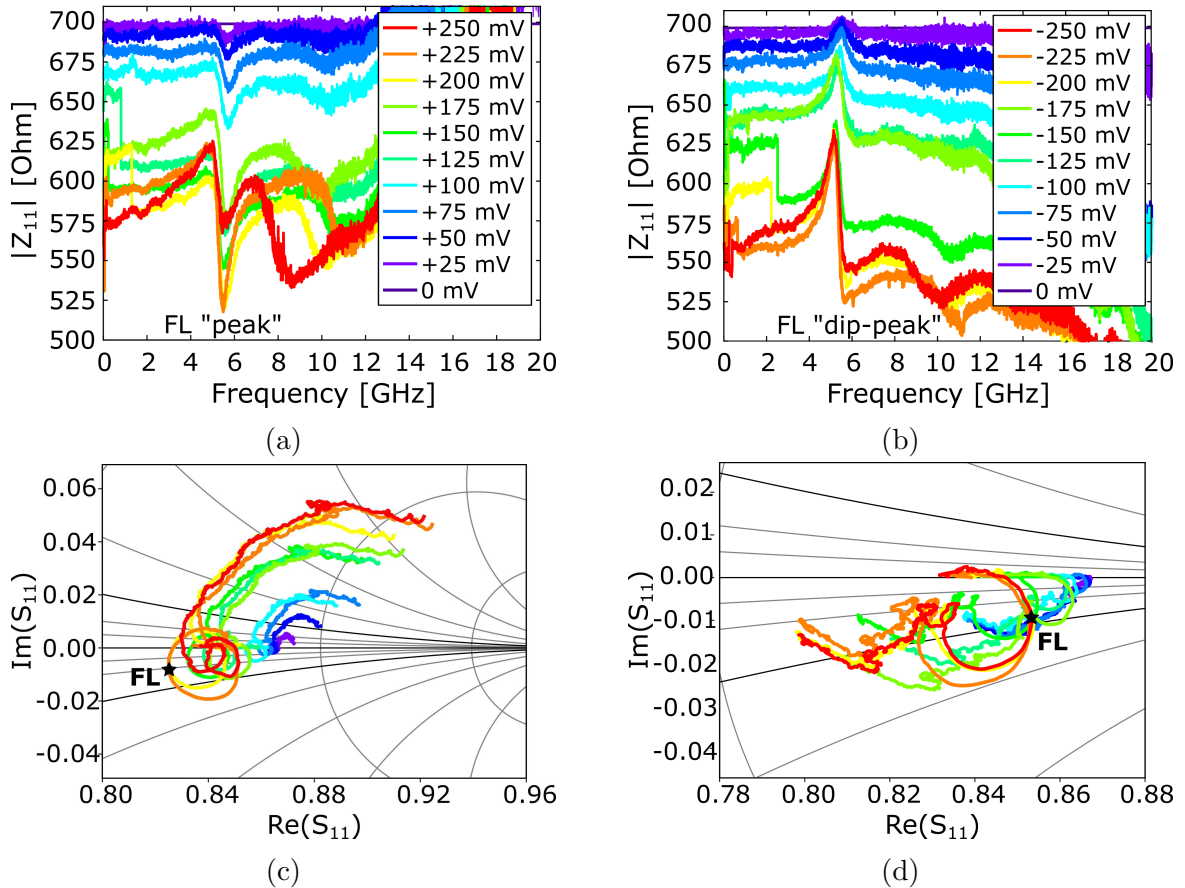 700
675
650
625
600
575
550
525
500
|Z11| [Ohm]
0 2 4 6 8 10 12 14 16 18 20
Frequency [GHz]
FL "peak"
+250 mV
+225 mV
+200 mV
+175 mV
+150 mV
+125 mV
+100 mV
+75 mV
+50 mV
+25 mV
0 mV
(a)
700
675
650
625
600
575
550
525
500
|Z11| [Ohm]
0 2 4 6 8 10 12 14 16 18 20
Frequency [GHz]
FL "dip-peak"
-250 mV
-225 mV
-200 mV
-175 mV
-150 mV
-125 mV
-100 mV
-75 mV
-50 mV
-25 mV
0 mV
(b)
0.06
0.04
0.02
0.00
-0.02
-0.04
Im(S11)
FL
0.80 0.84 0.88 0.92 0.96
Re(S11)
(c)
0.02
0.01
0.00
-0.01
-0.02
-0.03
-0.04
Im(S11)
FL
0.78 0.80 0.82 0.84 0.86 0.88
Re(S11)
(d)